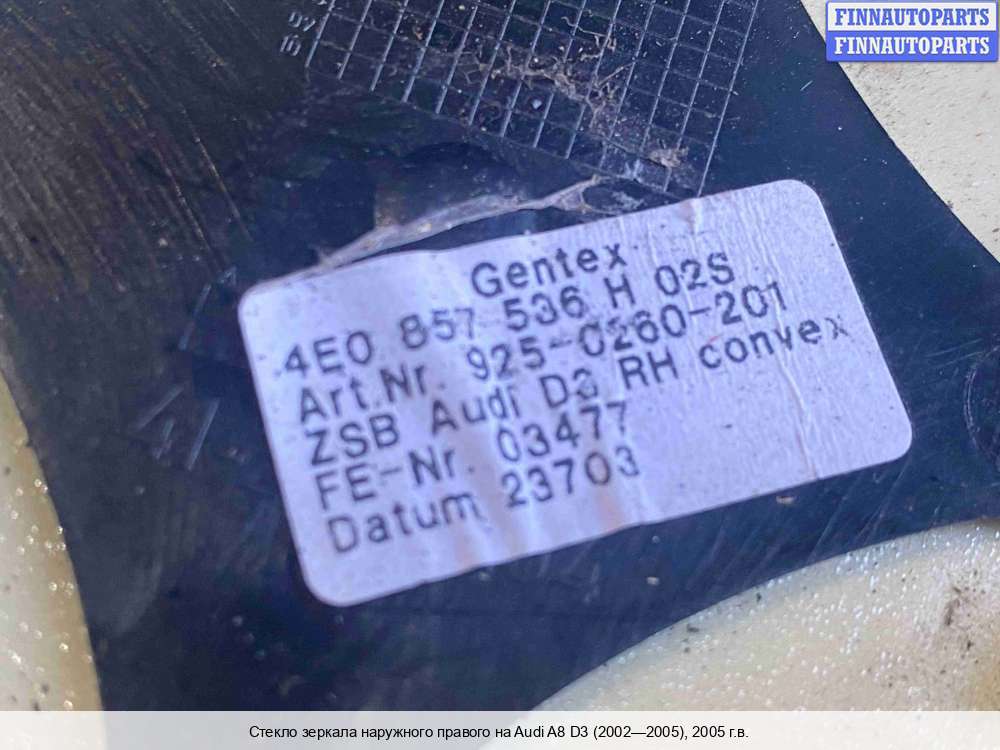 FINNAUTOPARTS
FINNAUTOPARTS
Gentex
4E0 857 536 H 02S
Art.Nr. 925-0260-201
ZSB Audi D3 RH convex
FE-Nr. 03477
Datum 23703
Стекло зеркала наружного правого на Audi A8 D3 (2002—2005), 2005 г.в.